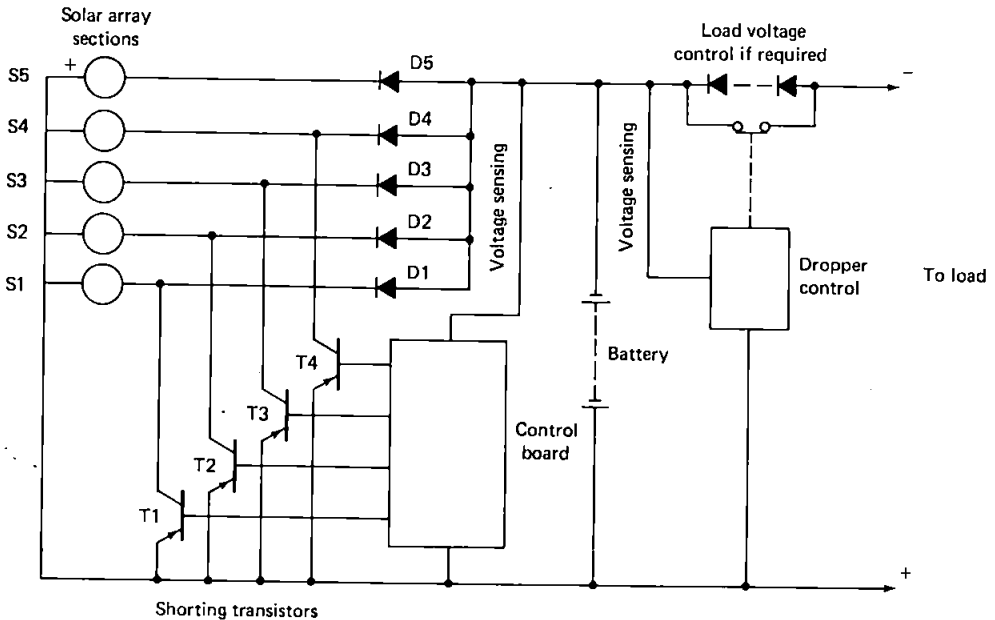 Solar array
sections
Load voltage
control if required
S5
+
D5
−
S4
D4
S3
D3
Voltage sensing
Voltage sensing
S2
D2
S1
D1
Dropper
control
To load
T4
Battery
T3
Control
board
T2
T1
+
Shorting transistors